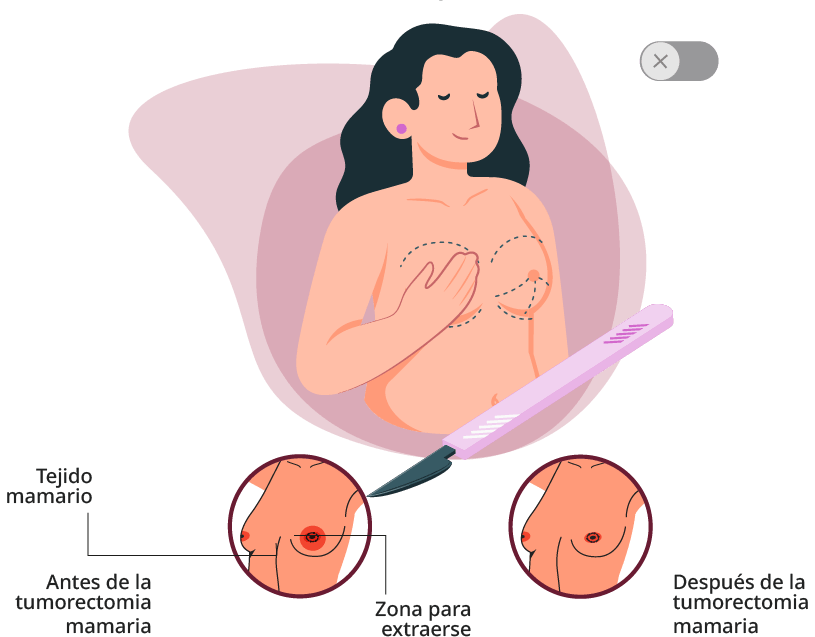 Tejido
mamario
Antes de la
tumorectomia
mamaria
Zona para
extraerse
Después de la
tumorectomia
mamaria